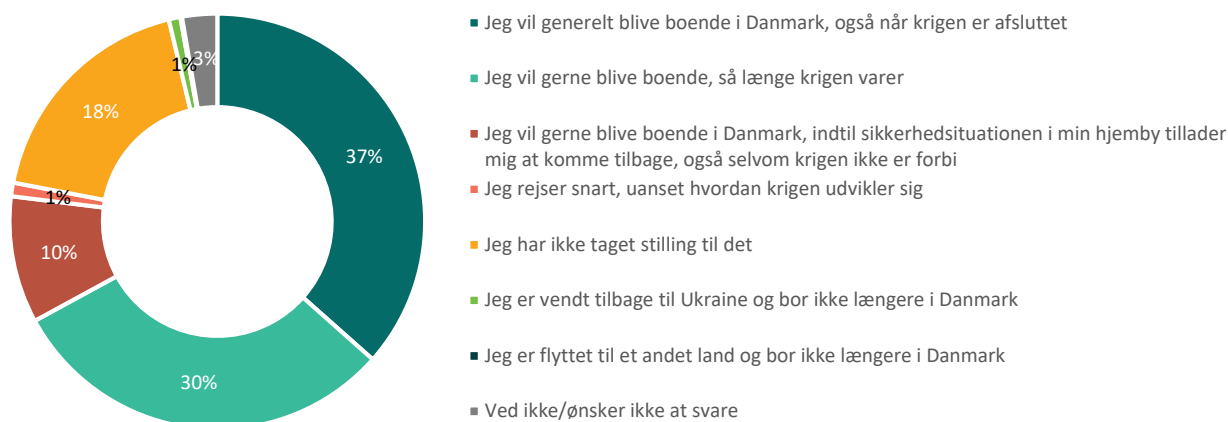 Jeg vil generelt blive boende i Danmark, også når krigen er afsluttet
Jeg vil gerne blive boende, så længe krigen varer
Jeg vil gerne blive boende i Danmark, indtil sikkerhedsituationen i min hjemby tillader
mig at komme tilbage, også selvom krigen ikke er forbi
Jeg rejser snart, uanset hvordan krigen udvikler sig
Jeg har ikke taget stilling til det
Jeg er vendt tilbage til Ukraine og bor ikke længere i Danmark
Jeg er flyttet til et andet land og bor ikke længere i Danmark
Ved ikke/ønsker ikke at svare
37%
30%
10%
1%
18%
1%
3%